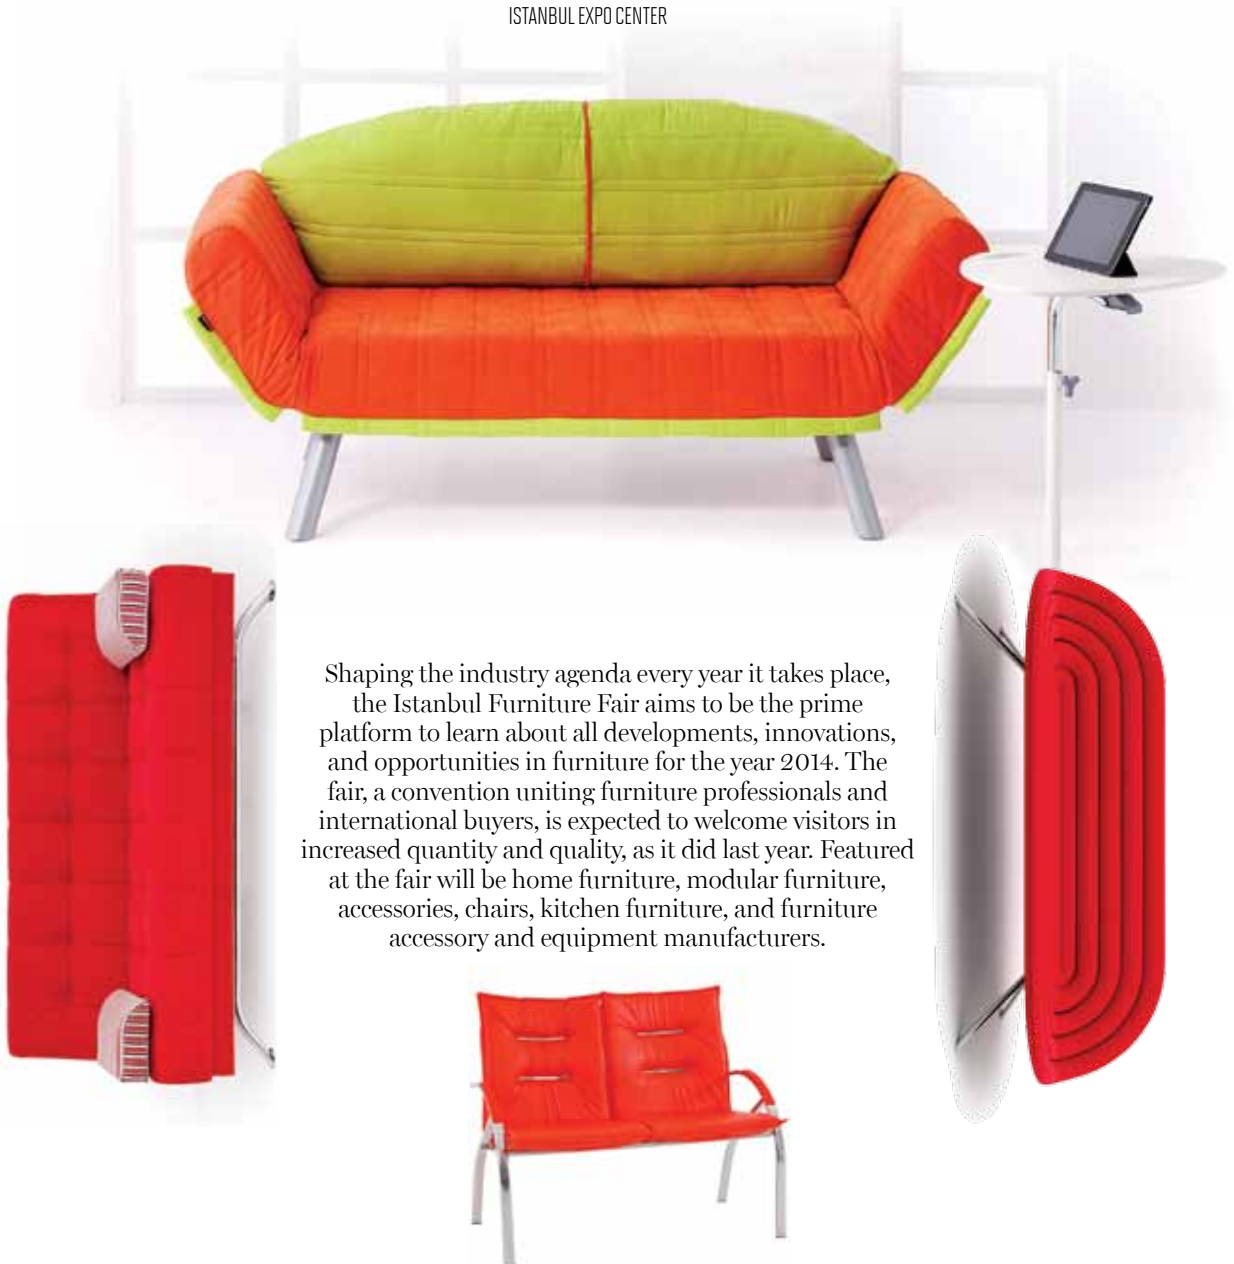 ISTANBUL EXPO CENTER
Shaping the industry agenda every year it takes place,
the Istanbul Furniture Fair aims to be the prime
platform to learn about all developments, innovations,
and opportunities in furniture for the year 2014. The
fair, a convention uniting furniture professionals and
international buyers, is expected to welcome visitors in
increased quantity and quality, as it did last year. Featured
at the fair will be home furniture, modular furniture,
accessories, chairs, kitchen furniture, and furniture
accessory and equipment manufacturers.